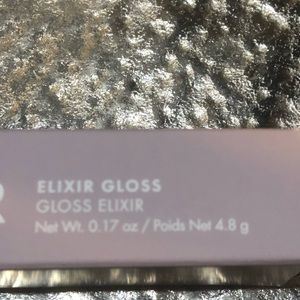 R
ELIXIR GLOSS
GLOSS ELIXIR
Net Wt. 0.17 oz / Poids Net 4.8 g